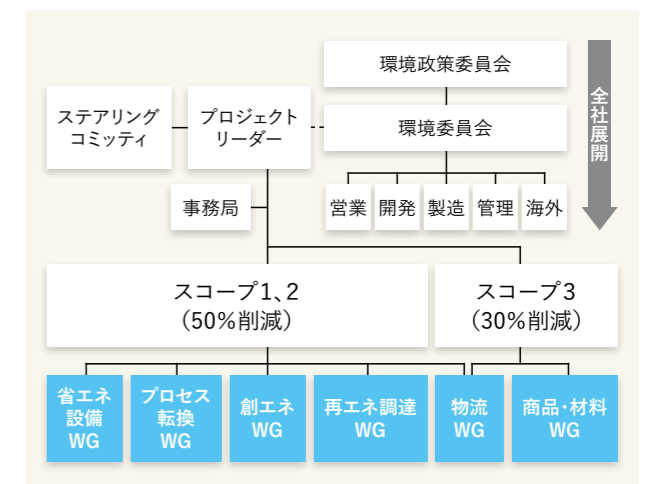 環境政策委員会
ステアリング
コミッティ
プロジェクト
リーダー
環境委員会
全社展開
事務局
営業
開発
製造
管理
海外
スコープ1、2
（50%削減）
スコープ3
（30%削減）
省エネ
設備
WG
プロセス
転換
WG
創エネ
WG
再エネ調達
WG
物流
WG
商品・材料
WG